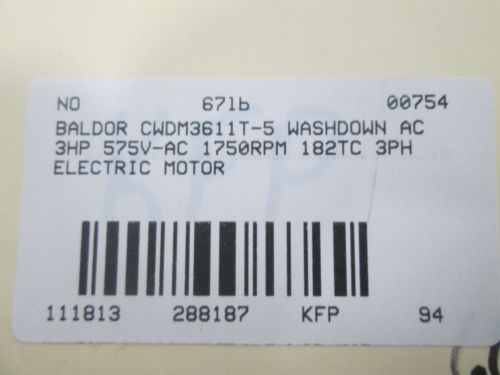 NO 67lb 00754
BALDOR CWDM3611T-5 WASHDOWN AC
3HP 575V-AC 1750RPM 182TC 3PH
ELECTRIC MOTOR
111813 288187 KFP 94